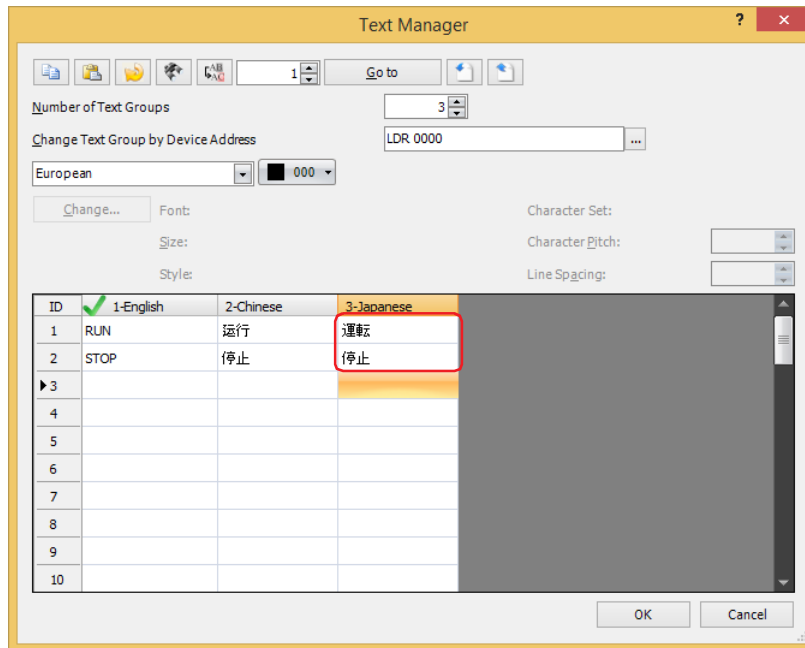 Text Manager
? ×
1 Go to
Number of Text Groups 3
Change Text Group by Device Address LDR 0000 ...
European 000
Change... Font: Character Set:
Size: Character Pitch:
Style: Line Spacing:
ID 1-English 2-Chinese 3-Japanese
1 RUN 运行 運転
2 STOP 停止 停止
3
4
5
6
7
8
9
10
OK Cancel